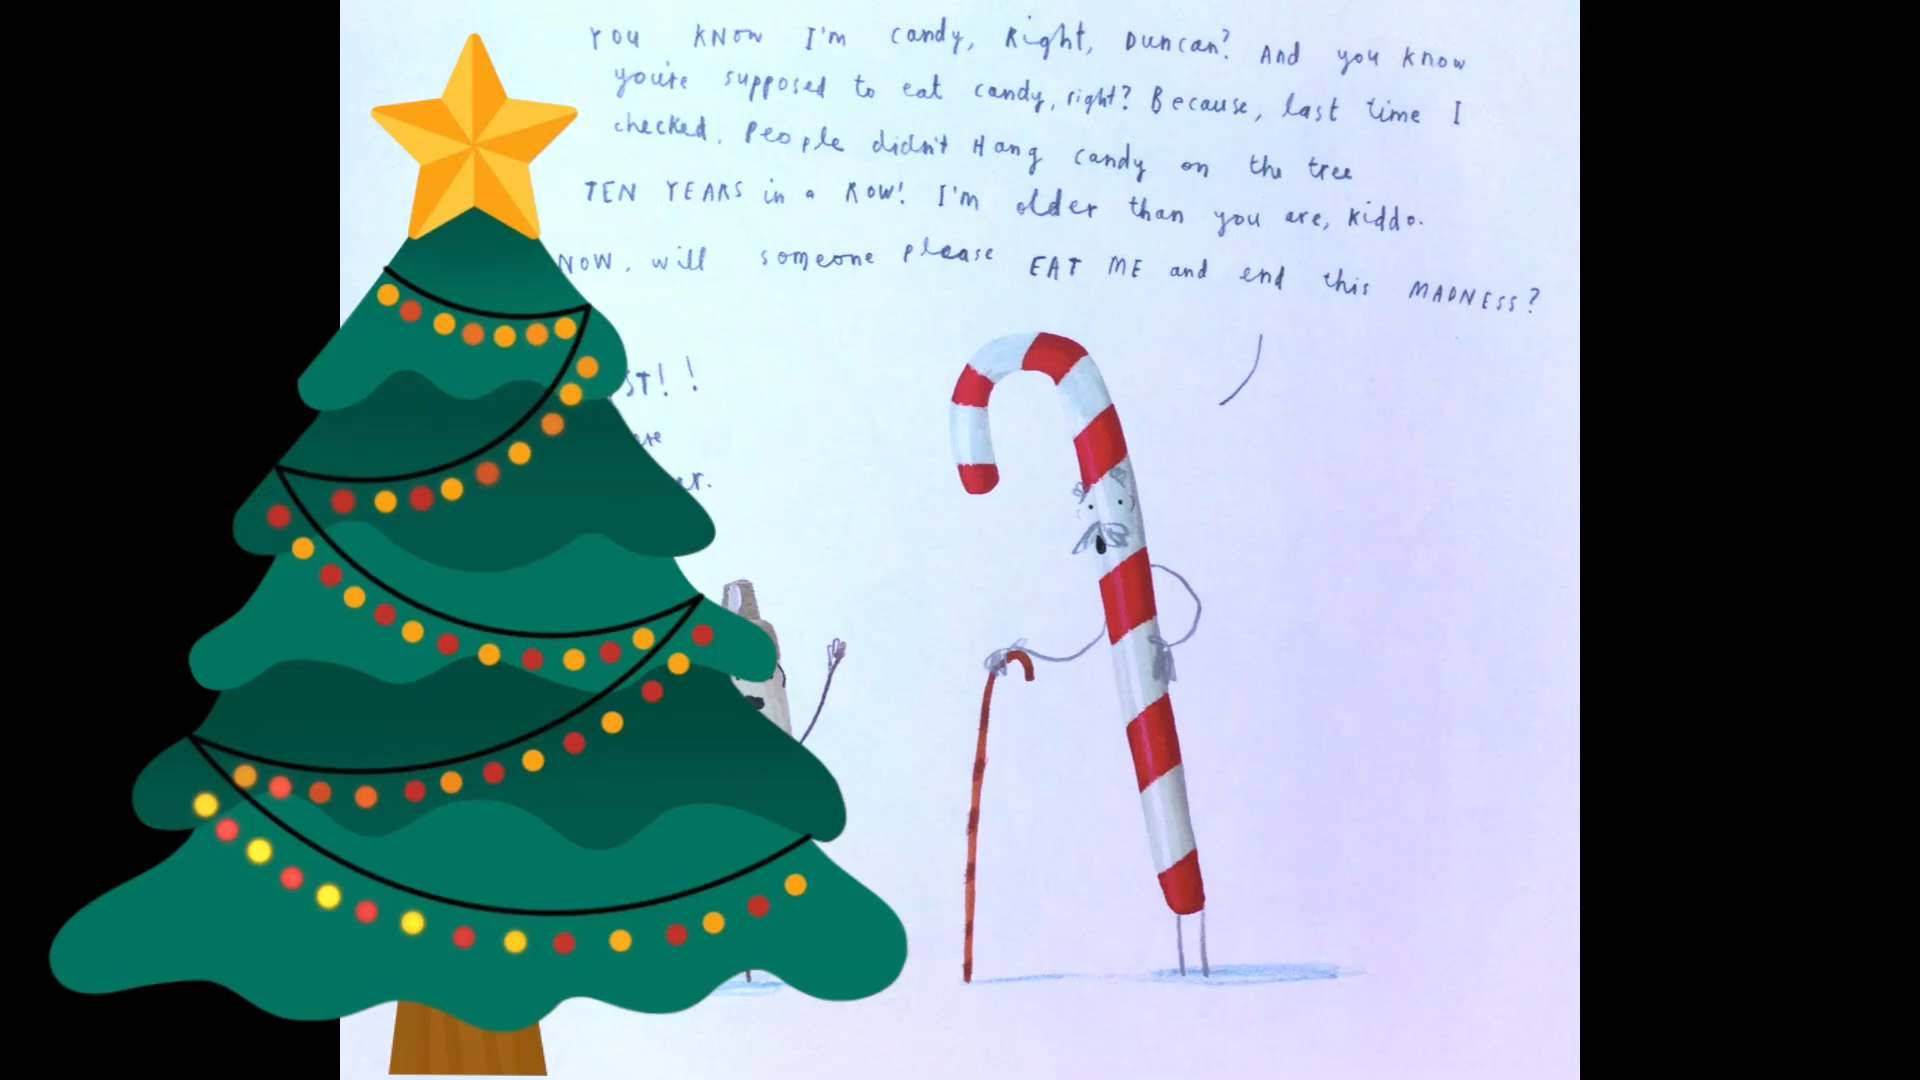 You know I'm candy, Right, Duncan? And you know
you're supposed to eat candy, right? Because, last time I
checked, People didn't Hang candy on the tree
TEN YEARS in a ROW! I'm older than you are, Kiddo.
NOW, will someone please EAT ME and end this MADNESS?